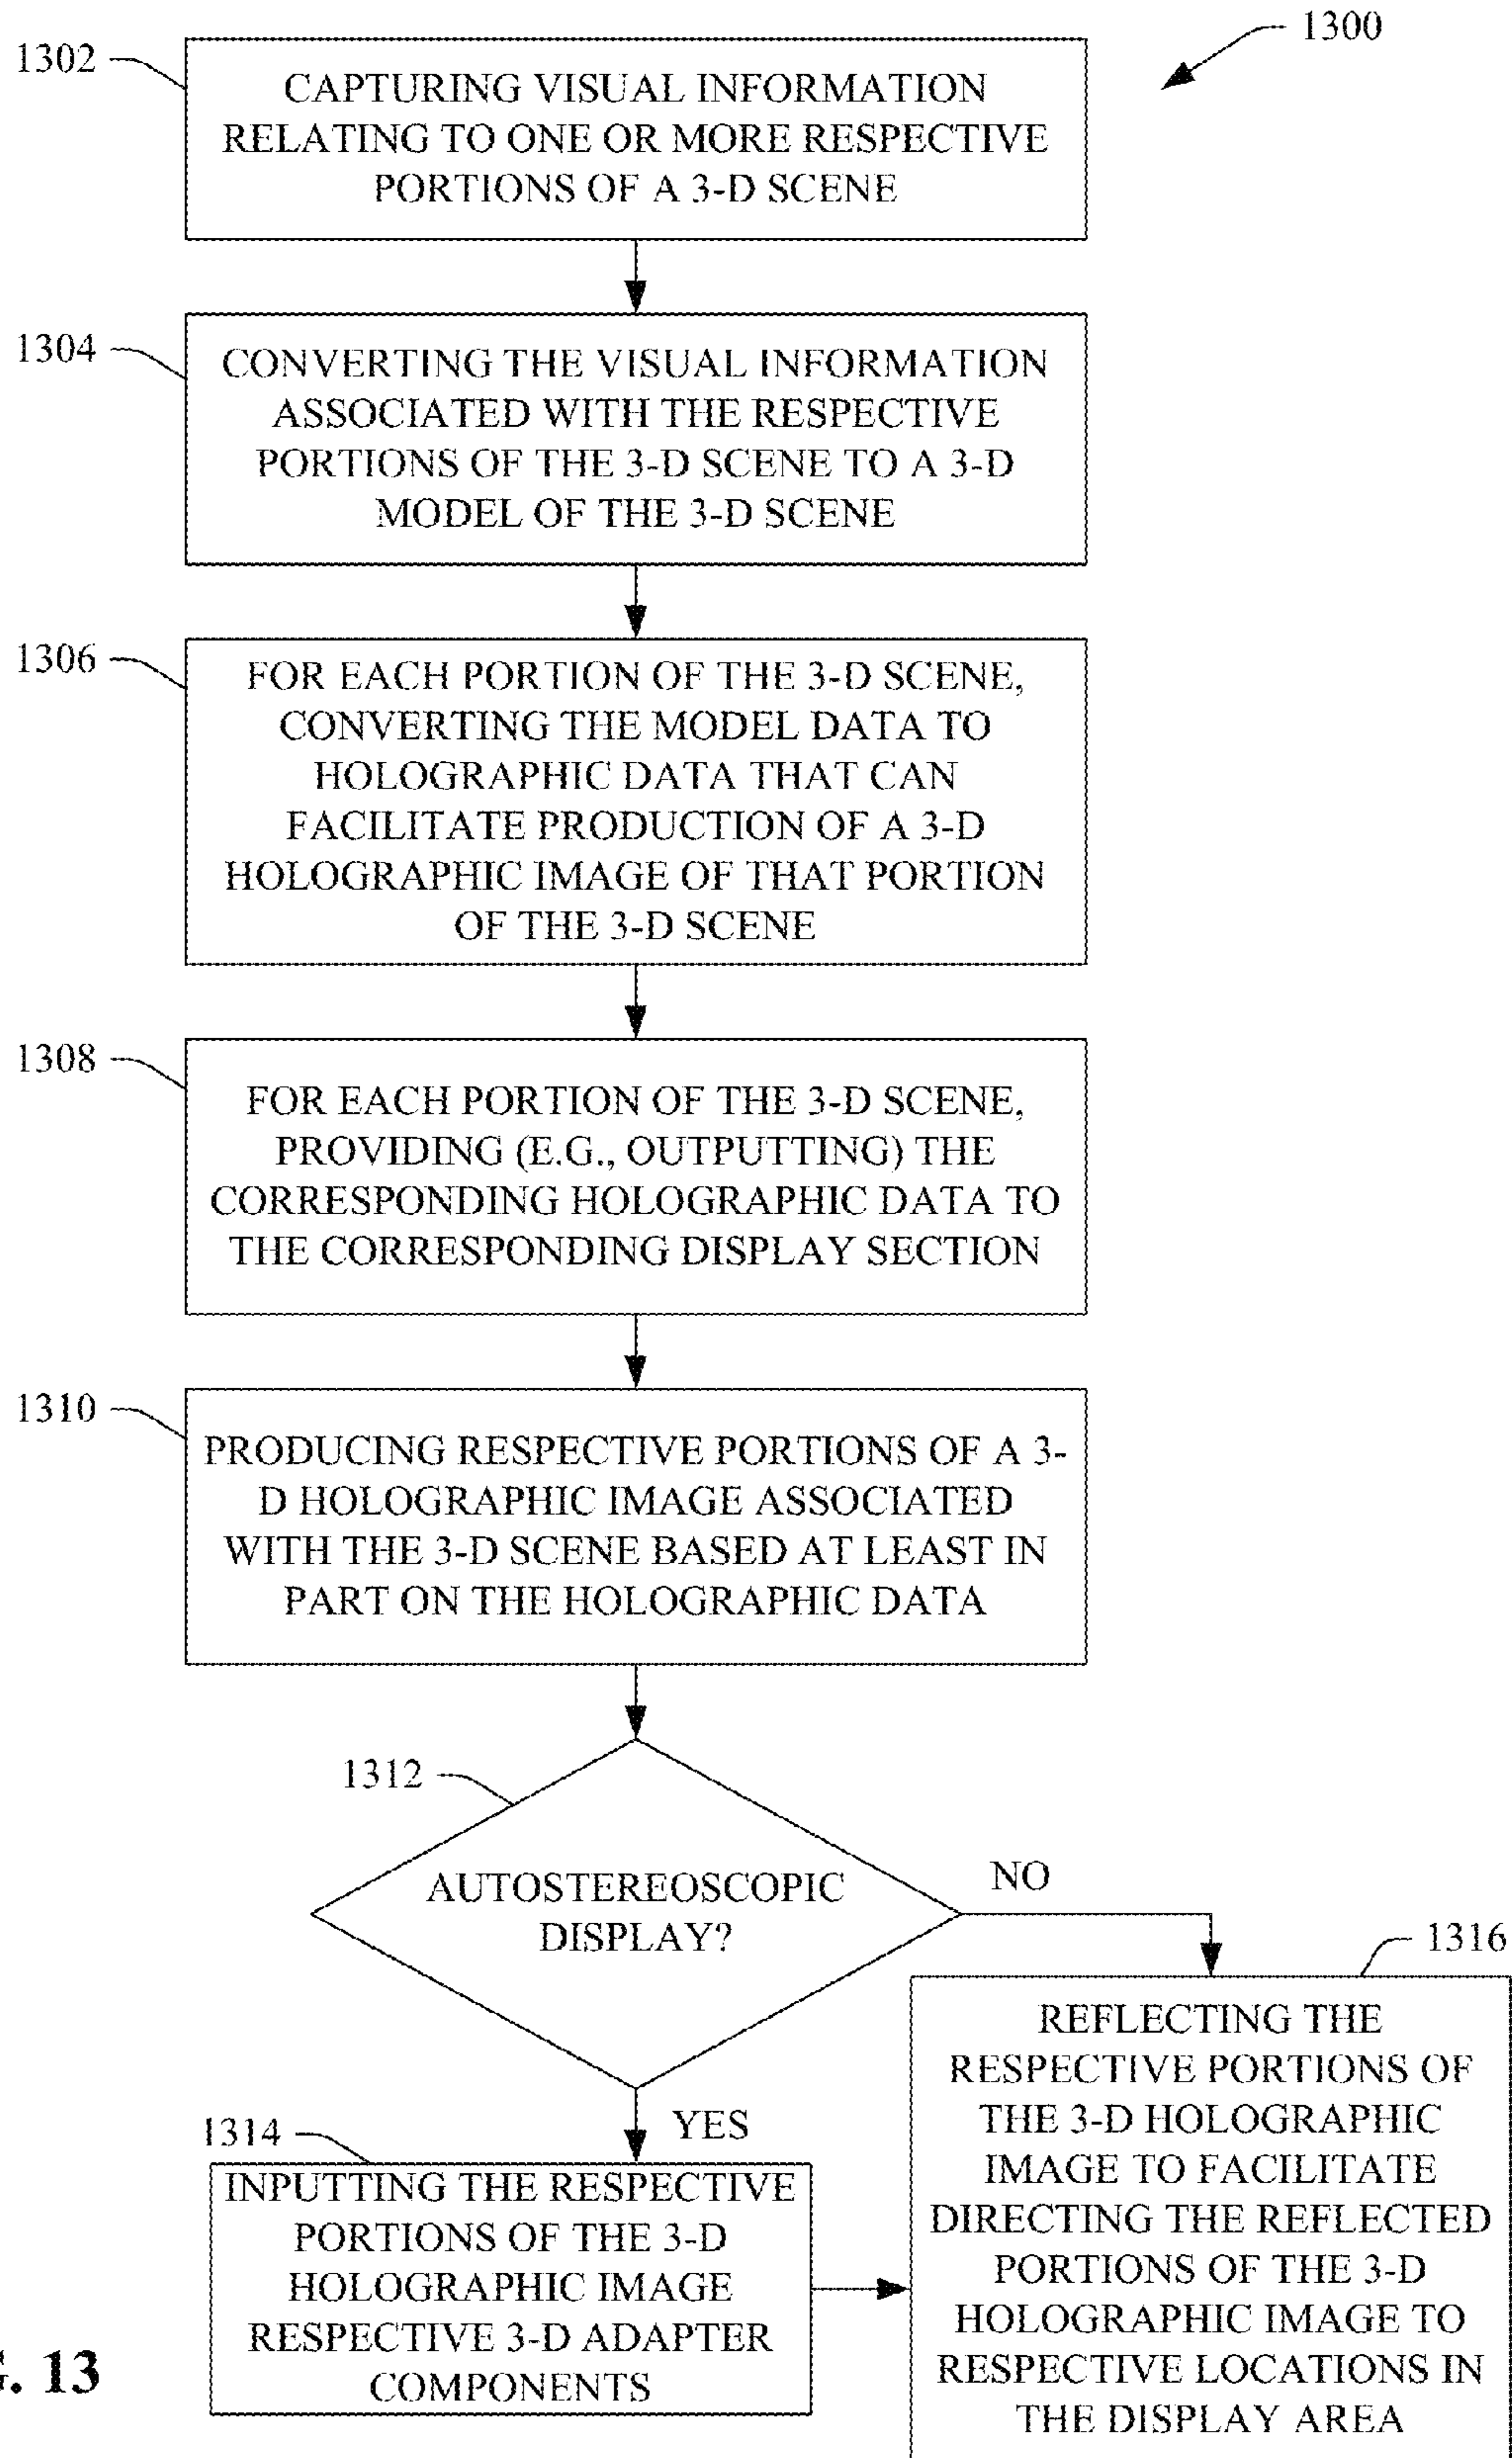 1300
1302
CAPTURING VISUAL INFORMATION
RELATING TO ONE OR MORE RESPECTIVE
PORTIONS OF A 3-D SCENE
1304
CONVERTING THE VISUAL INFORMATION
ASSOCIATED WITH THE RESPECTIVE
PORTIONS OF THE 3-D SCENE TO A 3-D
MODEL OF THE 3-D SCENE
1306
FOR EACH PORTION OF THE 3-D SCENE,
CONVERTING THE MODEL DATA TO
HOLOGRAPHIC DATA THAT CAN
FACILITATE PRODUCTION OF A 3-D
HOLOGRAPHIC IMAGE OF THAT PORTION
OF THE 3-D SCENE
1308
FOR EACH PORTION OF THE 3-D SCENE,
PROVIDING (E.G., OUTPUTTING) THE
CORRESPONDING HOLOGRAPHIC DATA TO
THE CORRESPONDING DISPLAY SECTION
1310
PRODUCING RESPECTIVE PORTIONS OF A 3-
D HOLOGRAPHIC IMAGE ASSOCIATED
WITH THE 3-D SCENE BASED AT LEAST IN
PART ON THE HOLOGRAPHIC DATA
1312
AUTOSTEREOSCOPIC
DISPLAY?
NO
YES
1314
INPUTTING THE RESPECTIVE
PORTIONS OF THE 3-D
HOLOGRAPHIC IMAGE
RESPECTIVE 3-D ADAPTER
COMPONENTS
1316
REFLECTING THE
RESPECTIVE PORTIONS OF
THE 3-D HOLOGRAPHIC
IMAGE TO FACILITATE
DIRECTING THE REFLECTED
PORTIONS OF THE 3-D
HOLOGRAPHIC IMAGE TO
RESPECTIVE LOCATIONS IN
THE DISPLAY AREA
G. 13